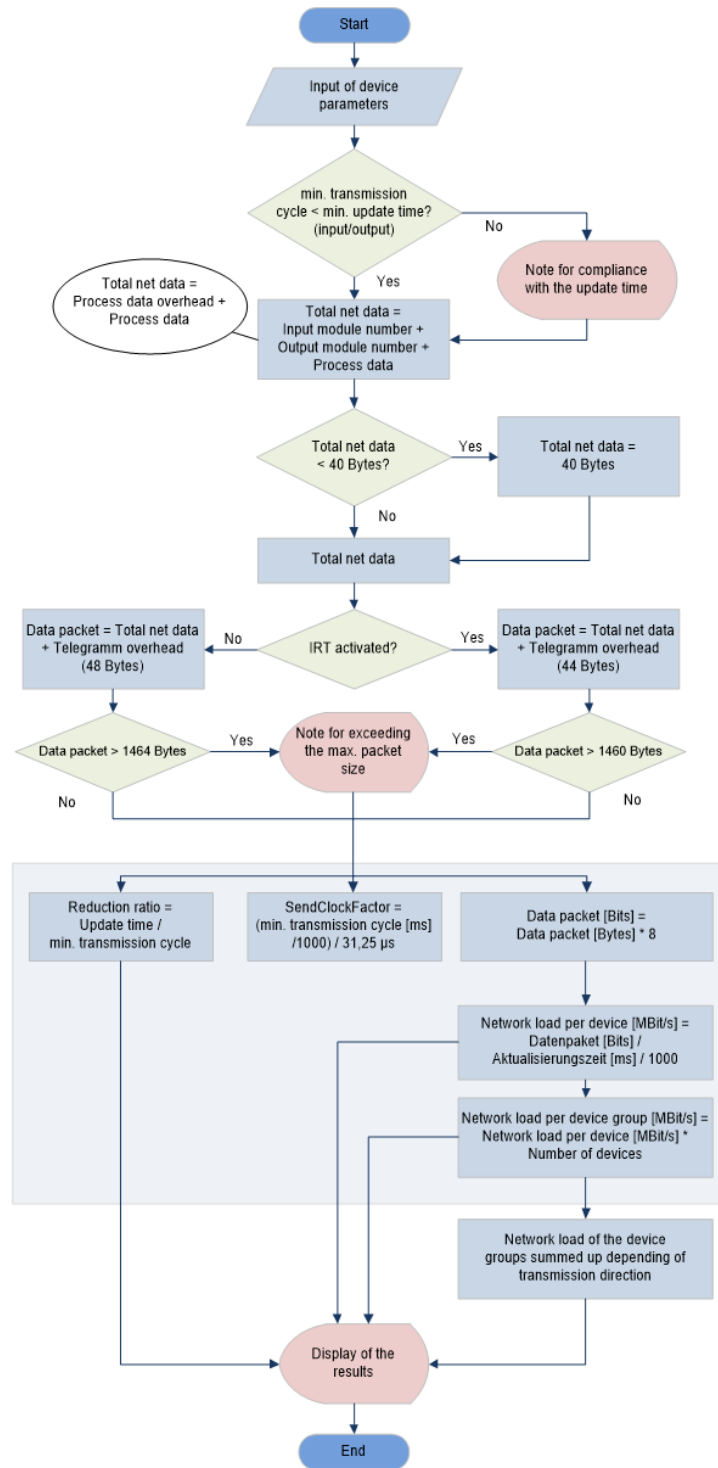 Start
Input of device
parameters
min. transmission
cycle < min. update time?
(input/output)
No
Yes
Note for compliance
with the update time
Total net data =
Process data overhead +
Process data
Total net data =
Input module number +
Output module number +
Process data
Total net data
< 40 Bytes?
Yes
No
Total net data =
40 Bytes
Total net data
IRT activated?
No
Yes
Data packet = Total net data
+ Telegramm overhead
(48 Bytes)
Data packet = Total net data
+ Telegramm overhead
(44 Bytes)
Data packet > 1464 Bytes
Yes
Note for exceeding
the max. packet
size
Yes
Data packet > 1460 Bytes
No
No
Reduction ratio =
Update time /
min. transmission cycle
SendClockFactor =
(min. transmission cycle [ms]
/1000) / 31,25 µs
Data packet [Bits] =
Data packet [Bytes] * 8
Network load per device [MBit/s] =
Datenpaket [Bits] /
Aktualisierungszeit [ms] / 1000
Network load per device group [MBit/s] =
Network load per device [MBit/s] *
Number of devices
Network load of the device
groups summed up depending of
transmission direction
Display of the
results
End